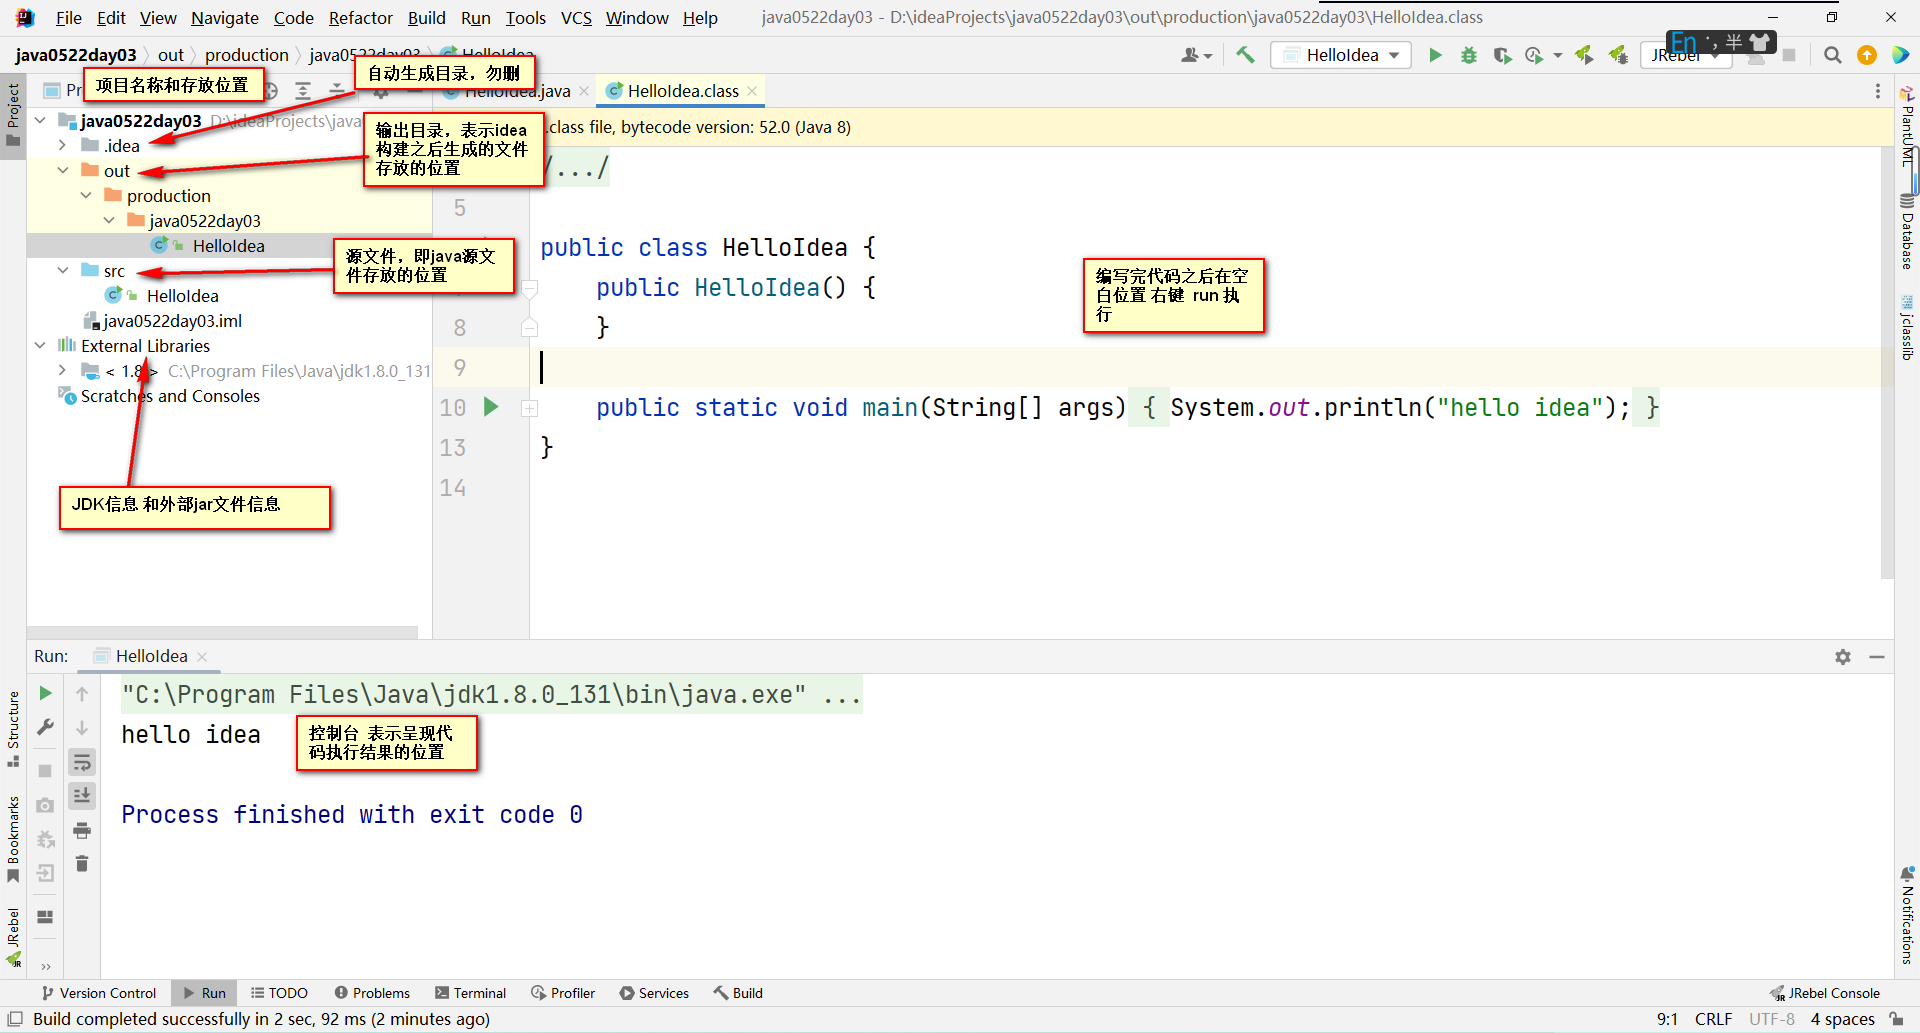 File Edit View Navigate Code Refactor Build Run Tools VCS Window Help java0522day03 - D:\ideaProjects\java0522day03\out\production\java0522day03\HelloIdea.class
java0522day03 out production java0522day03 HelloIdea
HelloIdea
En 半
JRebel
项目名称和存放位置
自动生成目录，勿删
HelloIdea.java
HelloIdea.class
Project
java0522day03 D:\ideaProjects\java
.idea
out
production
java0522day03
HelloIdea
src
HelloIdea
java0522day03.iml
External Libraries
< 1.8 > C:\Program Files\Java\jdk1.8.0_131
Scratches and Consoles
输出目录，表示idea
构建之后生成的文件
存放的位置
源文件，即java源文
件存放的位置
JDK信息 和外部jar文件信息
.class file, bytecode version: 52.0 (Java 8)
/.../
5
public class HelloIdea {
public HelloIdea() {
8 }
9
10 public static void main(String[] args) { System.out.println("hello idea"); }
13 }
14
编写完代码之后在空
白位置 右键 run 执
行
PlantUML
Database
jclasslib
Notifications
Run: HelloIdea
"C:\Program Files\Java\jdk1.8.0_131\bin\java.exe" ...
hello idea
控制台 表示呈现代
码执行结果的位置
Process finished with exit code 0
Structure
Bookmarks
JRebel
Version Control Run TODO Problems Terminal Profiler Services Build JRebel Console
Build completed successfully in 2 sec, 92 ms (2 minutes ago) 9:1 CRLF UTF-8 4 spaces